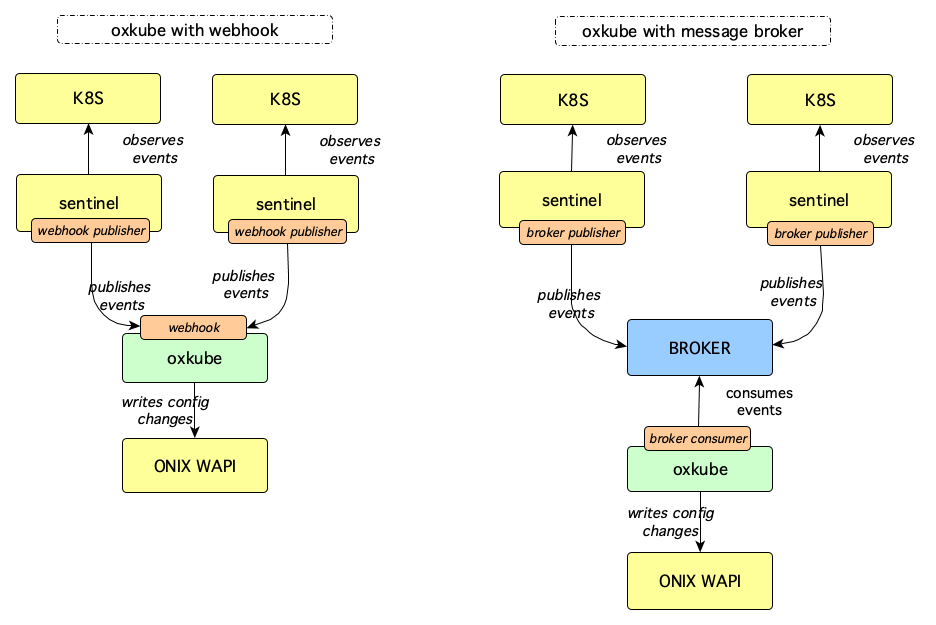 oxkube with webhook
K8S
K8S
observes
events
observes
events
sentinel
sentinel
webhook publisher
webhook publisher
publishes
events
publishes
events
webhook
oxkube
writes config
changes
ONIX WAPI
oxkube with message broker
K8S
K8S
observes
events
observes
events
sentinel
sentinel
broker publisher
broker publisher
publishes
events
publishes
events
BROKER
consumes
events
broker consumer
oxkube
writes config
changes
ONIX WAPI